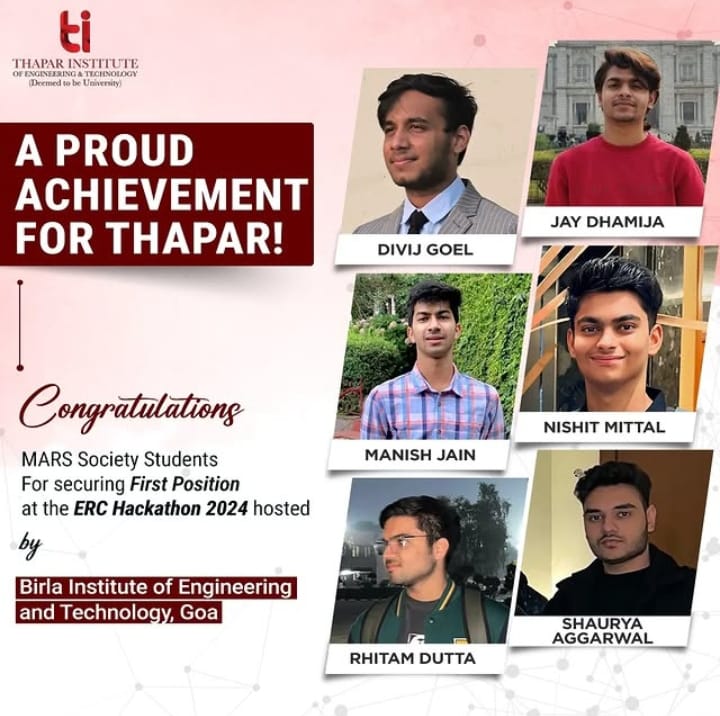 ti
THAPAR INSTITUTE
OF ENGINEERING & TECHNOLOGY
(Deemed to be University)
A PROUD
ACHIEVEMENT
FOR THAPAR!
Congratulations
MARS Society Students
For securing First Position
at the ERC Hackathon 2024 hosted
by
Birla Institute of Engineering
and Technology, Goa
DIVIJ GOEL
JAY DHAMIJA
MANISH JAIN
NISHIT MITTAL
RHITAM DUTTA
SHAURYA
AGGARWAL